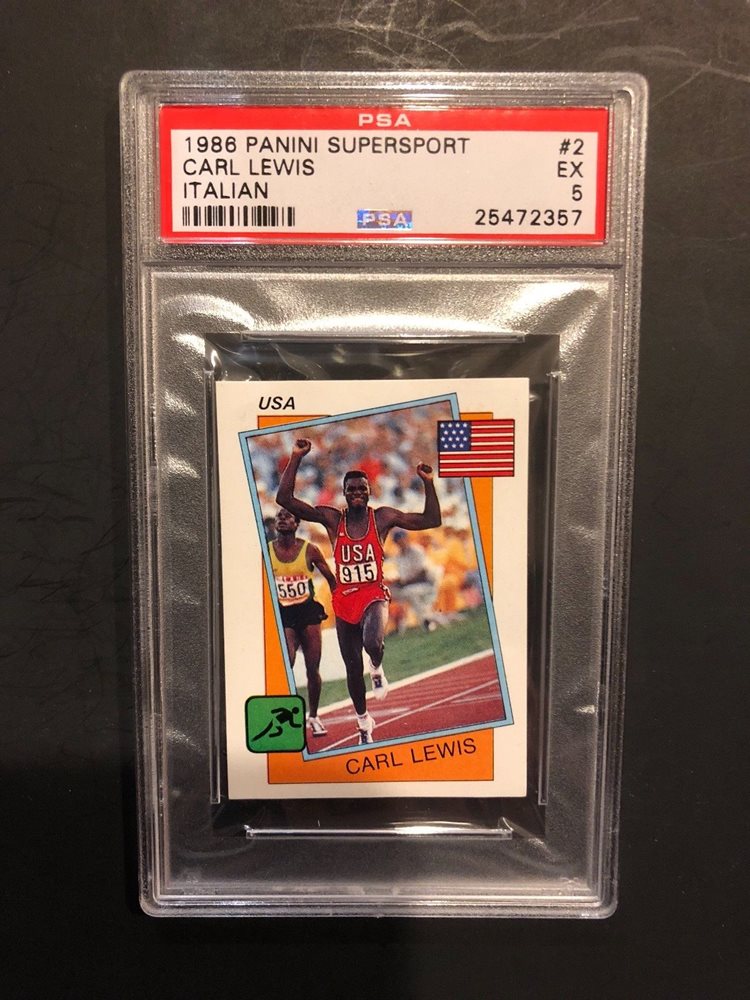 PSA
1986 PANINI SUPERSPORT #2
CARL LEWIS EX
ITALIAN 5
PSA 25472357
USA
USA
915
550
CARL LEWIS